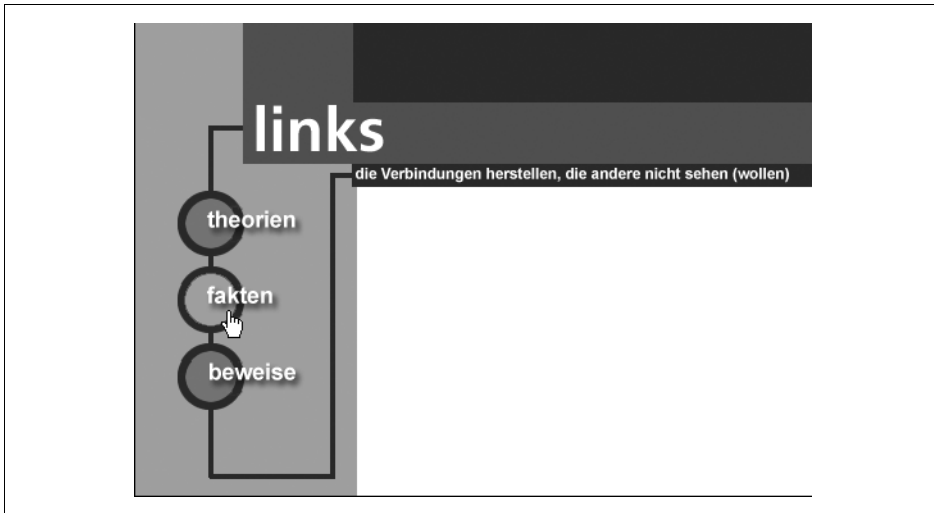 links
die Verbindungen herstellen, die andere nicht sehen (wollen)
theorien
fakten
beweise